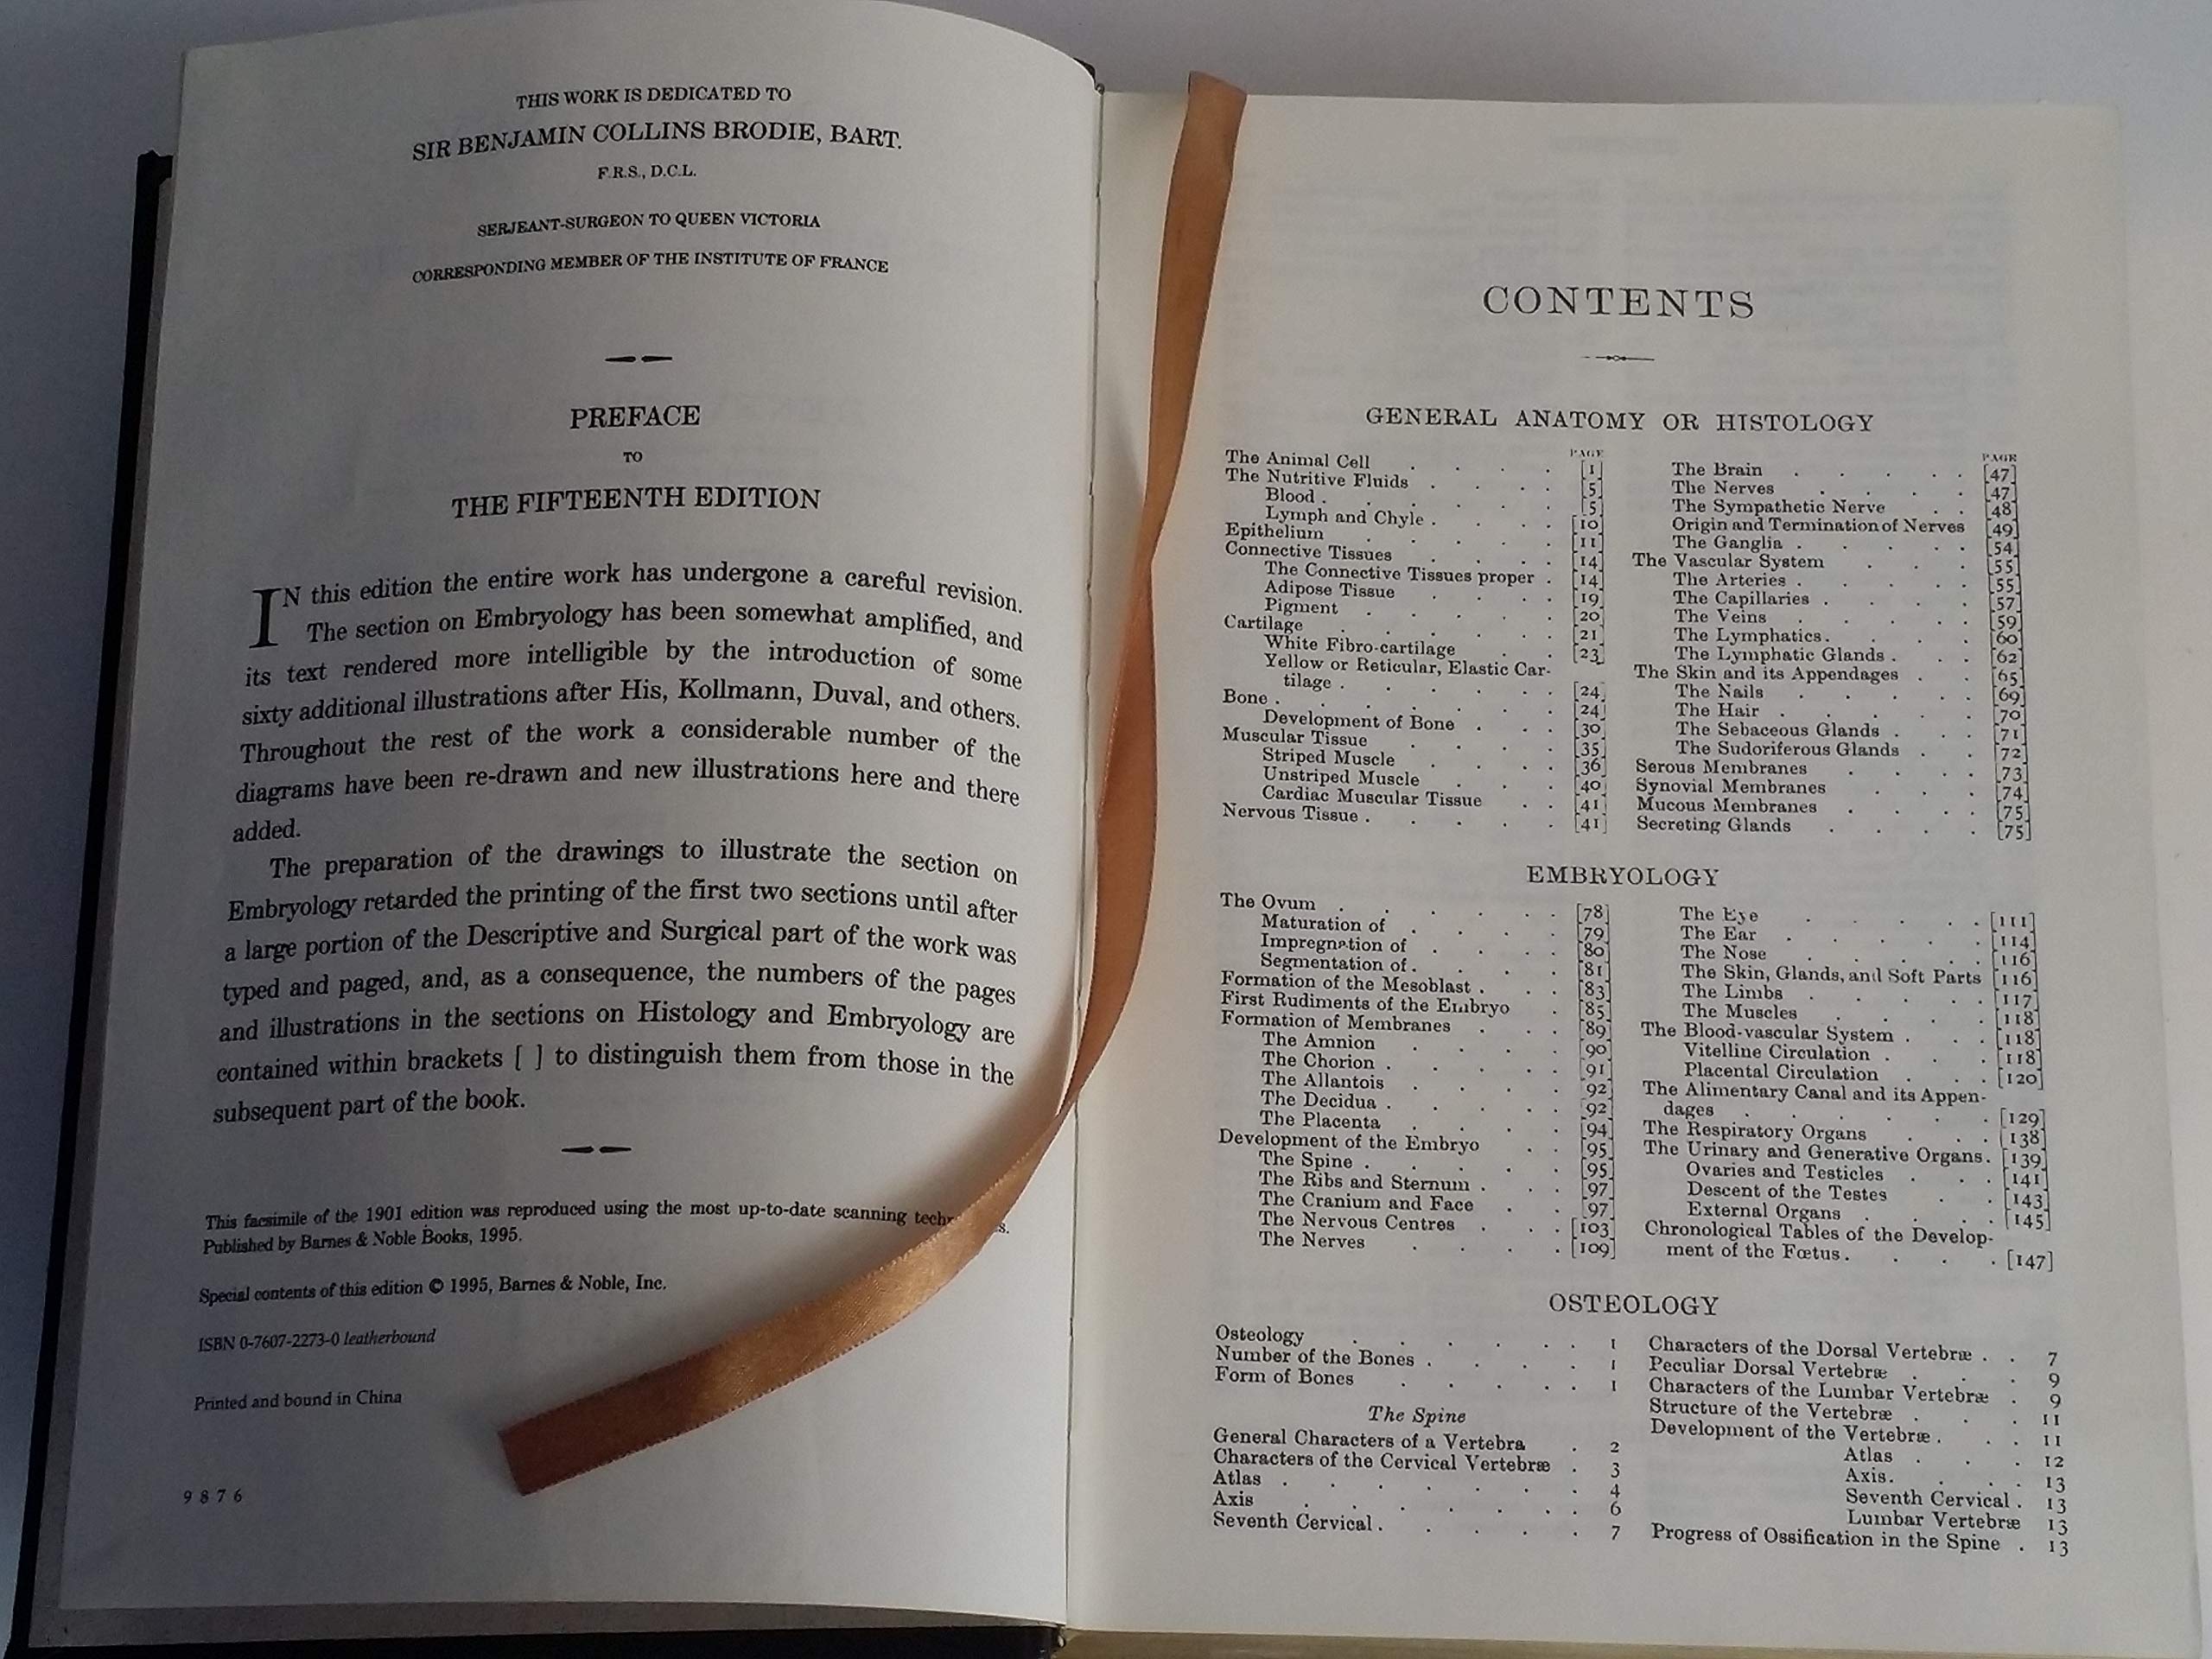 THIS WORK IS DEDICATED TO
SIR BENJAMIN COLLINS BRODIE, BART.
F.R.S., D.C.L.
SERJEANT-SURGEON TO QUEEN VICTORIA
CORRESPONDING MEMBER OF THE INSTITUTE OF FRANCE
PREFACE
TO
THE FIFTEENTH EDITION
IN this edition the entire work has undergone a careful revision.
The section on Embryology has been somewhat amplified, and
its text rendered more intelligible by the introduction of some
sixty additional illustrations after His, Kollmann, Duval, and others.
Throughout the rest of the work a considerable number of the
diagrams have been re-drawn and new illustrations here and there
added.
The preparation of the drawings to illustrate the section on
Embryology retarded the printing of the first two sections until after
a large portion of the Descriptive and Surgical part of the work was
typed and paged, and, as a consequence, the numbers of the pages
and illustrations in the sections on Histology and Embryology are
contained within brackets [ ] to distinguish them from those in the
subsequent part of the book.
This facsimile of the 1901 edition was reproduced using the most up-to-date scanning
Published by Barnes & Noble Books, 1995.
Special contents of this edition © 1995, Barnes & Noble, Inc.
ISBN 0-7607-2273-0 leatherbound
Printed and bound in China
9 8 7 6
CONTENTS
GENERAL ANATOMY OR HISTOLOGY
PAGE
The Animal Cell . . . . [1]
The Nutritive Fluids . . . . [5]
Blood . . . . . [5]
Lymph and Chyle . . . . [10]
Epithelium . . . . . [11]
Connective Tissues . . . . [14]
The Connective Tissues proper . [14]
Adipose Tissue . . . . [19]
Pigment . . . . . [20]
Cartilage . . . . . [21]
White Fibro-cartilage . . . [23]
Yellow or Reticular, Elastic Car-
tilage . . . . . . [24]
Bone . . . . . . [24]
Development of Bone . . . [30]
Muscular Tissue . . . . [35]
Striped Muscle . . . . [36]
Unstriped Muscle . . . . [40]
Cardiac Muscular Tissue . . [41]
Nervous Tissue . . . . . [41]
PAGE
The Brain . . . . . [47]
The Nerves . . . . [47]
The Sympathetic Nerve . . [48]
Origin and Termination of Nerves [49]
The Ganglia . . . . . [54]
The Vascular System . . . . [55]
The Arteries . . . . . [55]
The Capillaries . . . . [57]
The Veins . . . . . [59]
The Lymphatics . . . . [60]
The Lymphatic Glands . . . [62]
The Skin and its Appendages . . [65]
The Nails . . . . . [69]
The Hair . . . . . [70]
The Sebaceous Glands . . . [71]
The Sudoriferous Glands . . [72]
Serous Membranes . . . . [73]
Synovial Membranes . . . [74]
Mucous Membranes . . . . [75]
Secreting Glands . . . . [75]
EMBRYOLOGY
The Ovum . . . . . . [78]
Maturation of . . . . [79]
Impregnation of . . . . [80]
Segmentation of . . . . [81]
Formation of the Mesoblast . . . [83]
First Rudiments of the Embryo . [85]
Formation of Membranes . . . [89]
The Amnion . . . . [90]
The Chorion . . . . . [91]
The Allantois . . . . [92]
The Decidua . . . . . [92]
The Placenta . . . . [94]
Development of the Embryo . . [95]
The Spine . . . . . [95]
The Ribs and Sternum . . . [97]
The Cranium and Face . . [97]
The Nervous Centres . . . [103]
The Nerves . . . . [109]
The Eye . . . . . [111]
The Ear . . . . . [114]
The Nose . . . . . [116]
The Skin, Glands, and Soft Parts [116]
The Limbs . . . . . [117]
The Muscles . . . . [118]
The Blood-vascular System . . . [118]
Vitelline Circulation . . . [118]
Placental Circulation . . . [120]
The Alimentary Canal and its Appen-
dages . . . . . . [129]
The Respiratory Organs . . . [138]
The Urinary and Generative Organs . [139]
Ovaries and Testicles . . . [141]
Descent of the Testes . . [143]
External Organs . . . . [145]
Chronological Tables of the Develop-
ment of the Fœtus . . . . [147]
OSTEOLOGY
Osteology . . . . . . 1
Number of the Bones . . . . . 1
Form of Bones . . . . . 1
The Spine
General Characters of a Vertebra . 2
Characters of the Cervical Vertebræ . 3
Atlas . . . . . . 4
Axis . . . . . . 6
Seventh Cervical . . . . . 7
Characters of the Dorsal Vertebræ . . 7
Peculiar Dorsal Vertebræ . . . 9
Characters of the Lumbar Vertebræ . 9
Structure of the Vertebræ . . . 11
Development of the Vertebræ . . . 11
Atlas . . . 12
Axis . . . . 13
Seventh Cervical . 13
Lumbar Vertebræ 13
Progress of Ossification in the Spine . 13